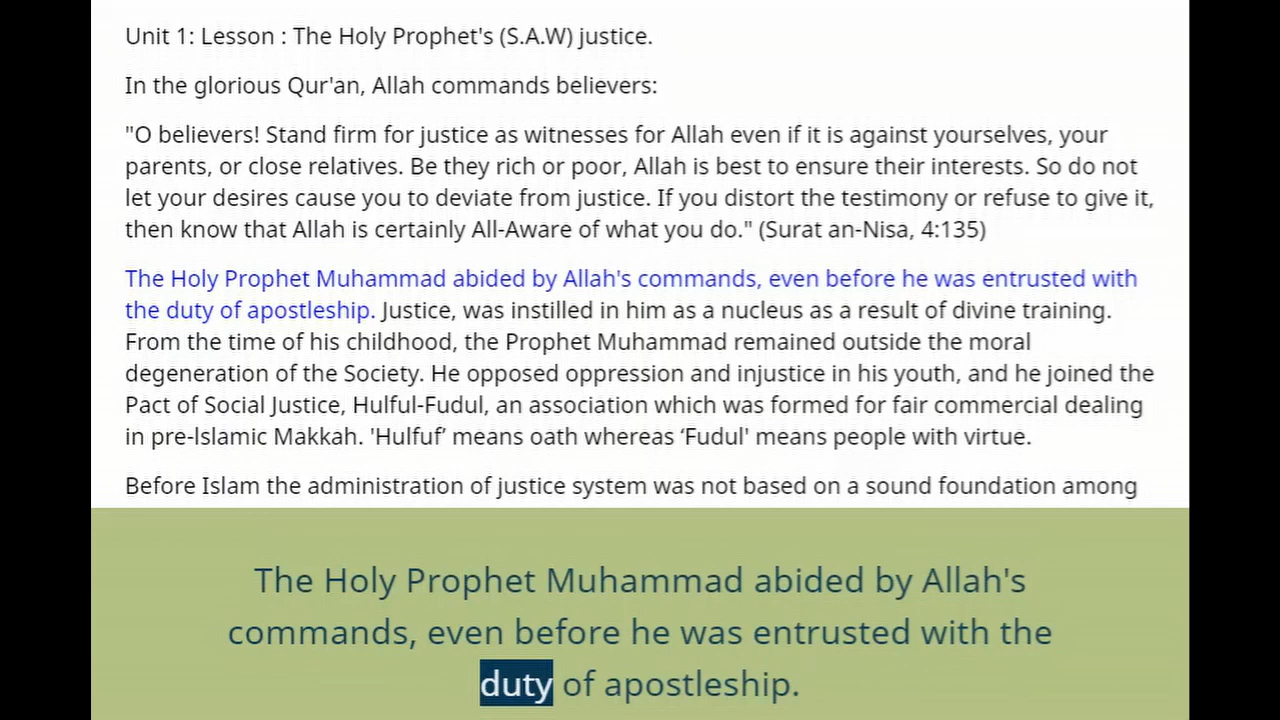 Unit 1: Lesson : The Holy Prophet's (S.A.W) justice.
In the glorious Qur'an, Allah commands believers:
"O believers! Stand firm for justice as witnesses for Allah even if it is against yourselves, your
parents, or close relatives. Be they rich or poor, Allah is best to ensure their interests. So do not
let your desires cause you to deviate from justice. If you distort the testimony or refuse to give it,
then know that Allah is certainly All-Aware of what you do." (Surat an-Nisa, 4:135)
The Holy Prophet Muhammad abided by Allah's commands, even before he was entrusted with
the duty of apostleship. Justice, was instilled in him as a nucleus as a result of divine training.
From the time of his childhood, the Prophet Muhammad remained outside the moral
degeneration of the Society. He opposed oppression and injustice in his youth, and he joined the
Pact of Social Justice, Hulful-Fudul, an association which was formed for fair commercial dealing
in pre-lslamic Makkah. 'Hulfuf’ means oath whereas ‘Fudul' means people with virtue.
Before Islam the administration of justice system was not based on a sound foundation among
The Holy Prophet Muhammad abided by Allah's
commands, even before he was entrusted with the
duty of apostleship.